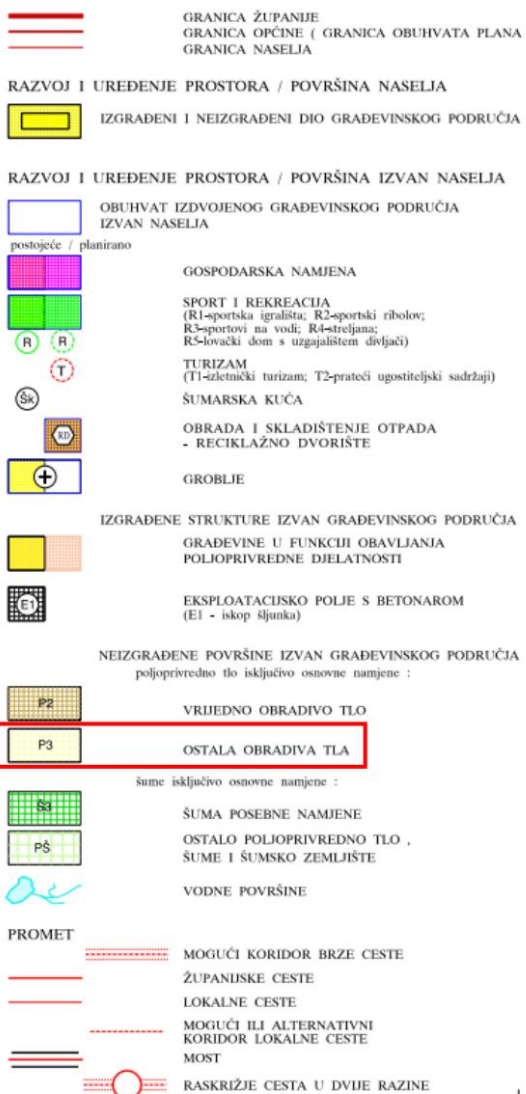 GRANICA ŽUPANIJE
GRANICA OPĆINE ( GRANICA OBUHVATA PLANA
GRANICA NASELJA
RAZVOJ I UREĐENJE PROSTORA / POVRŠINA NASELJA
IZGRAĐENI I NEIZGRAĐENI DIO GRAĐEVINSKOG PODRUČJA
RAZVOJ I UREĐENJE PROSTORA / POVRŠINA IZVAN NASELJA
OBUHVAT IZDVOJENOG GRAĐEVINSKOG PODRUČJA
IZVAN NASELJA
postojeće / planirano
GOSPODARSKA NAMJENA
SPORT I REKREACIJA
(R1-sportska igrališta; R2-sportski ribolov;
R3-sportovi na vodi; R4-streljana;
R5-lovački dom s uzgajalištem divljači)
R R
T
TURIZAM
(T1-izletnički turizam; T2-prateći ugostiteljski sadržaji)
Šk
ŠUMARSKA KUĆA
RD
OBRADA I SKLADIŠTENJE OTPADA
- RECIKLAŽNO DVORIŠTE
GROBLJE
IZGRAĐENE STRUKTURE IZVAN GRAĐEVINSKOG PODRUČJA
GRAĐEVINE U FUNKCIJI OBAVLJANJA
POLJOPRIVREDNE DJELATNOSTI
E1
EKSPLOATACIJSKO POLJE S BETONAROM
(E1 - iskop šljunka)
NEIZGRAĐENE POVRŠINE IZVAN GRAĐEVINSKOG PODRUČJA
poljoprivredno tlo isključivo osnovne namjene :
P2
VRIJEDNO OBRADIVO TLO
P3
OSTALA OBRADIVA TLA
šume isključivo osnovne namjene :
Š3
ŠUMA POSEBNE NAMJENE
PŠ
OSTALO POLJOPRIVREDNO TLO ,
ŠUME I ŠUMSKO ZEMLJIŠTE
VODNE POVRŠINE
PROMET
MOGUĆI KORIDOR BRZE CESTE
ŽUPANIJSKE CESTE
LOKALNE CESTE
MOGUĆI ILI ALTERNATIVNI
KORIDOR LOKALNE CESTE
MOST
RASKRIŽJE CESTA U DVIJE RAZINE